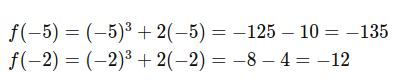 f(−5) = (−5)³ + 2(−5) = −125 − 10 = −135
f(−2) = (−2)³ + 2(−2) = −8 − 4 = −12